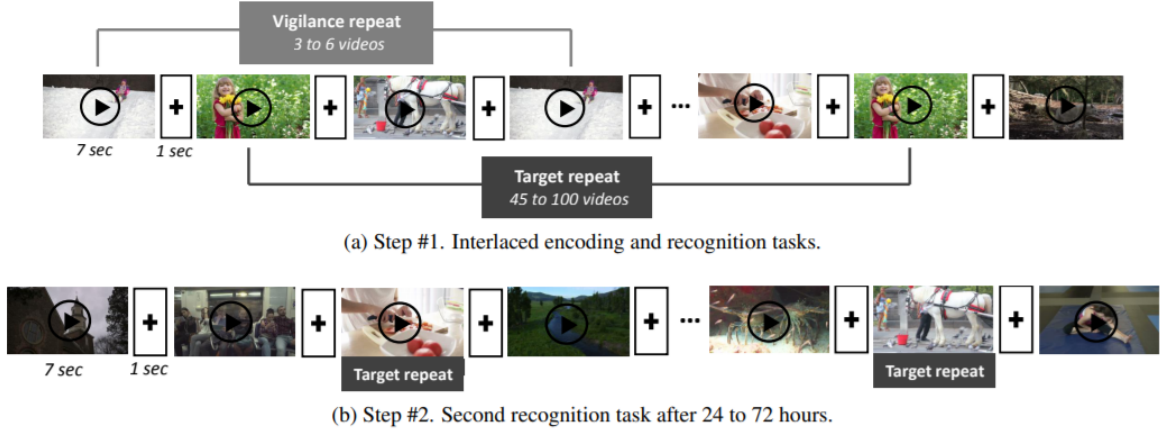 Vigilance repeat
3 to 6 videos
7 sec 1 sec
Target repeat
45 to 100 videos
(a) Step #1. Interlaced encoding and recognition tasks.
7 sec 1 sec
Target repeat
Target repeat
(b) Step #2. Second recognition task after 24 to 72 hours.